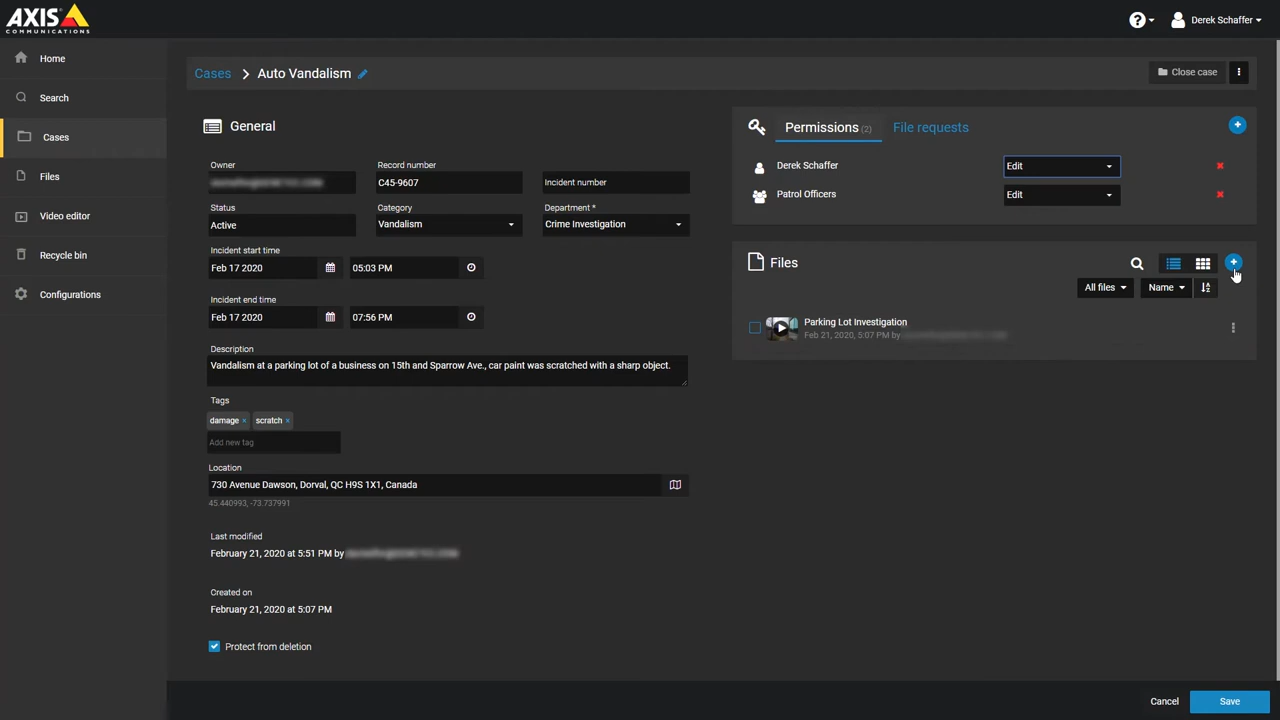 AXIS
COMMUNICATIONS
Derek Schaffer
Home
Search
Cases
Files
Video editor
Recycle bin
Configurations
Cases > Auto Vandalism
Close case
General
Owner
Record number
C45-9607
Incident number
Status
Category
Department *
Active
Vandalism
Crime Investigation
Incident start time
Feb 17 2020
05:03 PM
Incident end time
Feb 17 2020
07:56 PM
Description
Vandalism at a parking lot of a business on 15th and Sparrow Ave., car paint was scratched with a sharp object.
Tags
damage ×
scratch ×
Add new tag
Location
730 Avenue Dawson, Dorval, QC H9S 1X1, Canada
45.440993, -73.737991
Last modified
February 21, 2020 at 5:51 PM by
Created on
February 21, 2020 at 5:07 PM
Protect from deletion
Permissions (2)
File requests
Derek Schaffer
Edit
Patrol Officers
Edit
Files
All files
Name
Parking Lot Investigation
Feb 21, 2020, 5:07 PM by
Cancel
Save